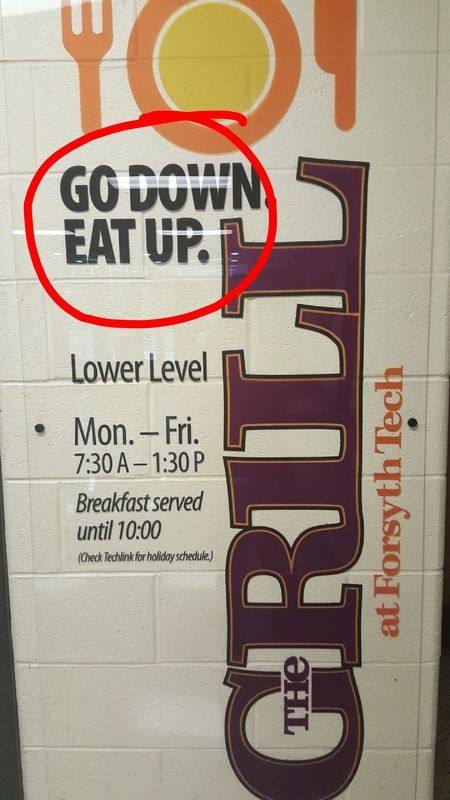 GO DOWN.
EAT UP.
Lower Level
Mon. – Fri.
7:30 A – 1:30 P
Breakfast served
until 10:00
(Check Techlink for holiday schedule.)
THE GRILL
at Forsyth Tech